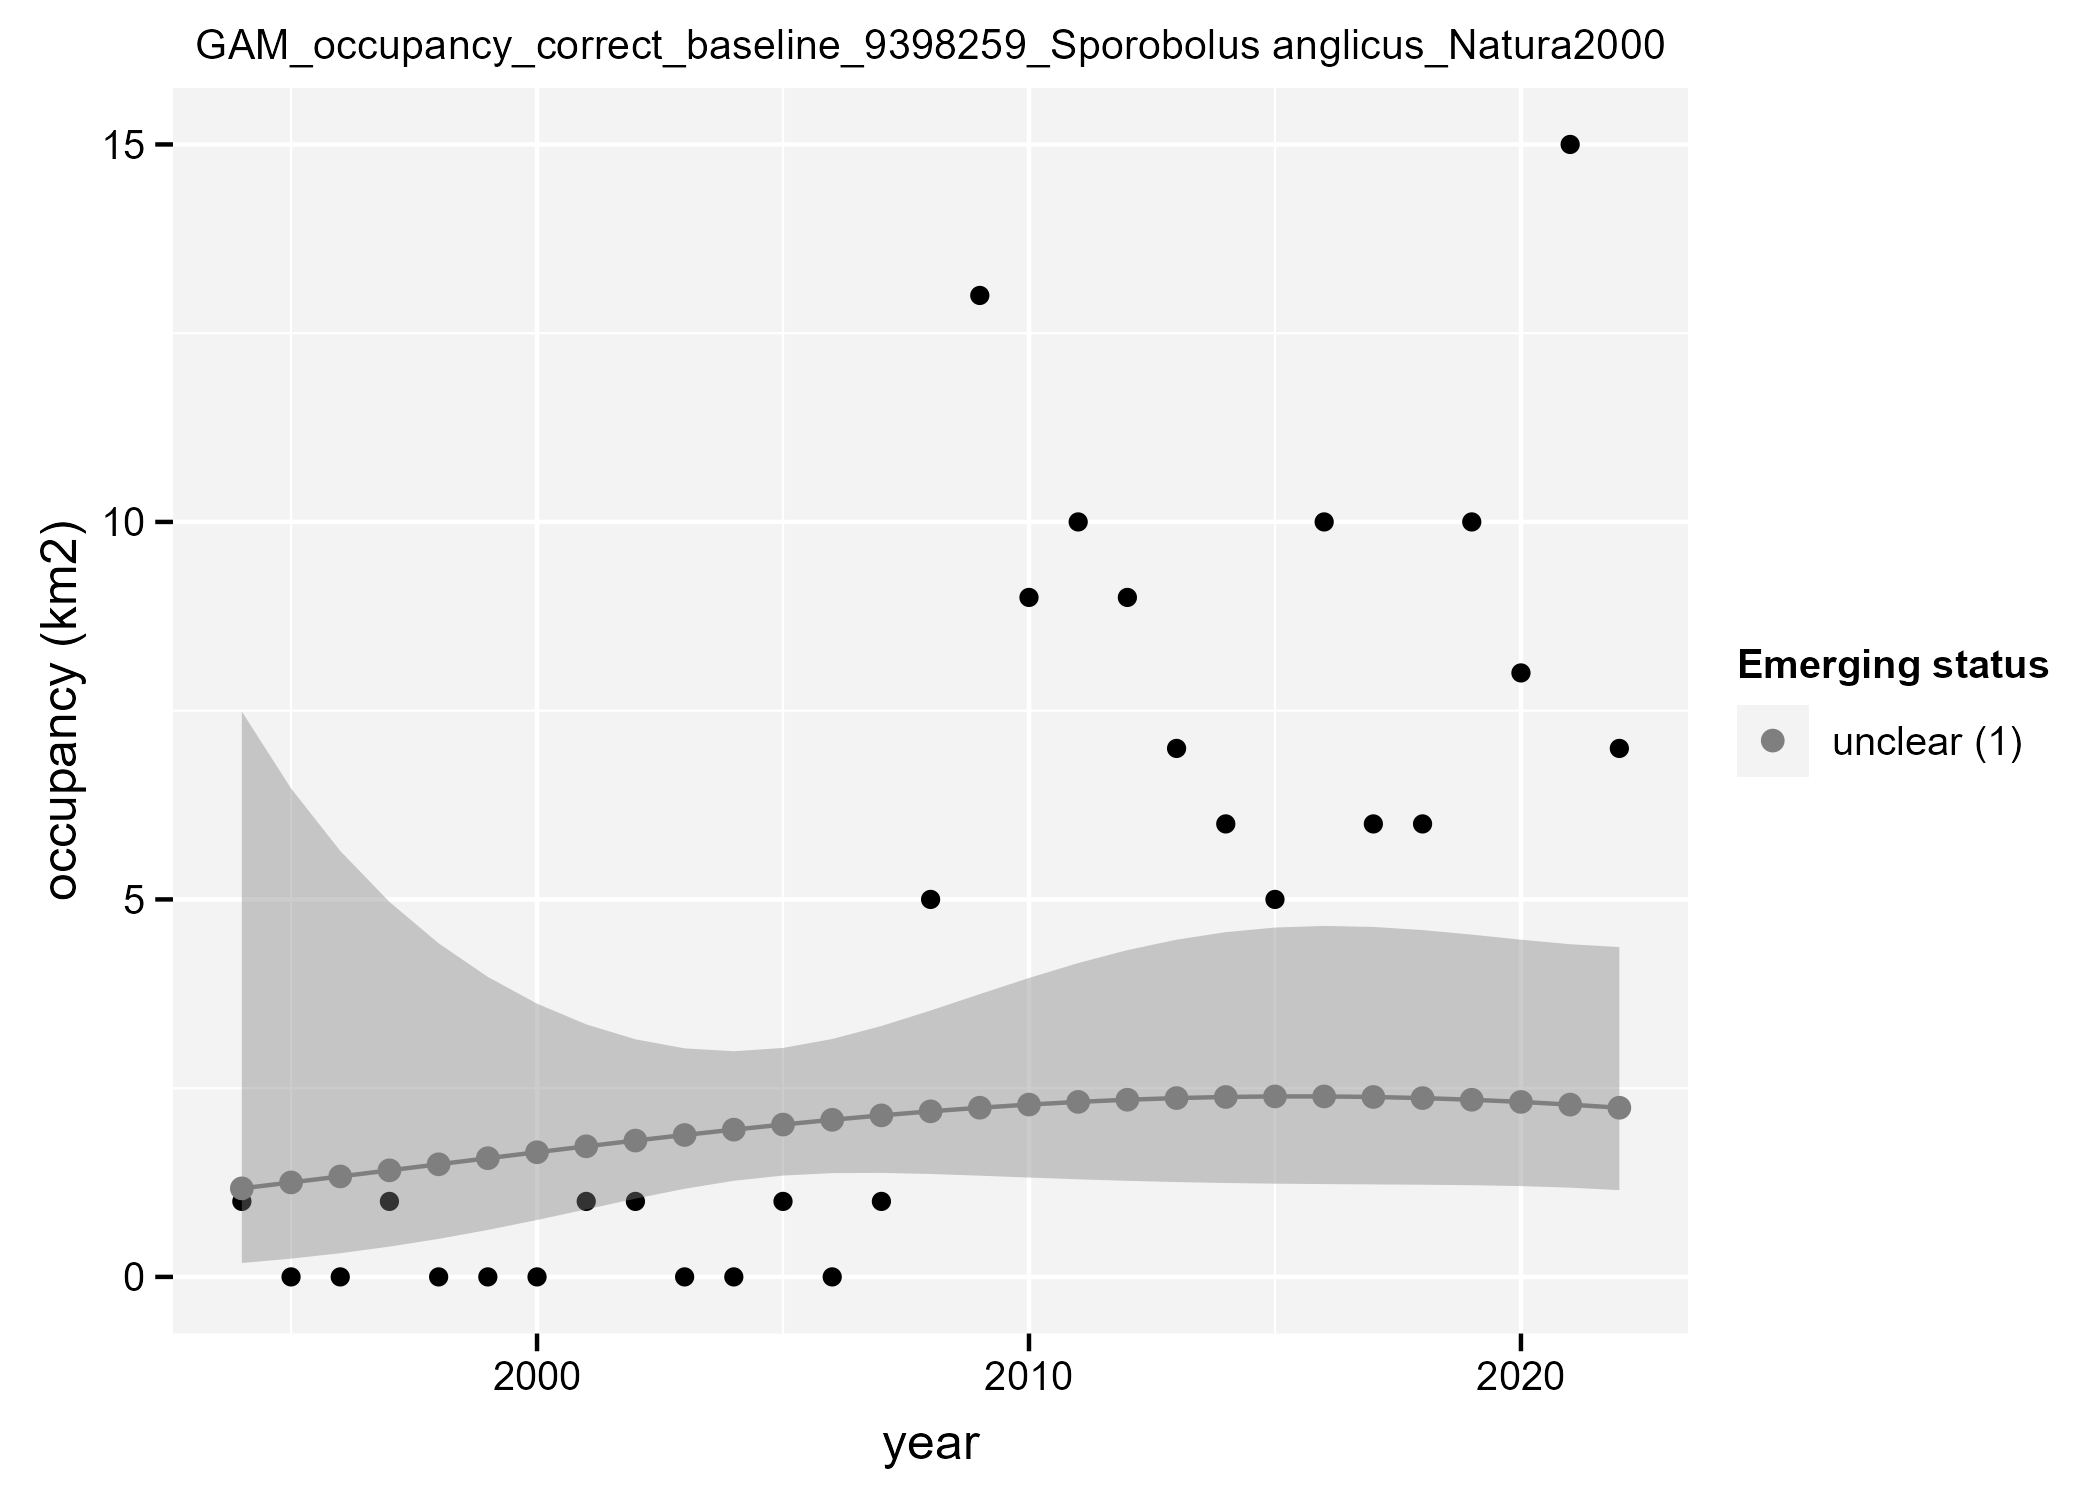 GAM_occupancy_correct_baseline_9398259_Sporobolus anglicus_Natura2000
15
10
5
0
occupancy (km2)
2000
2010
2020
year
Emerging status
unclear (1)